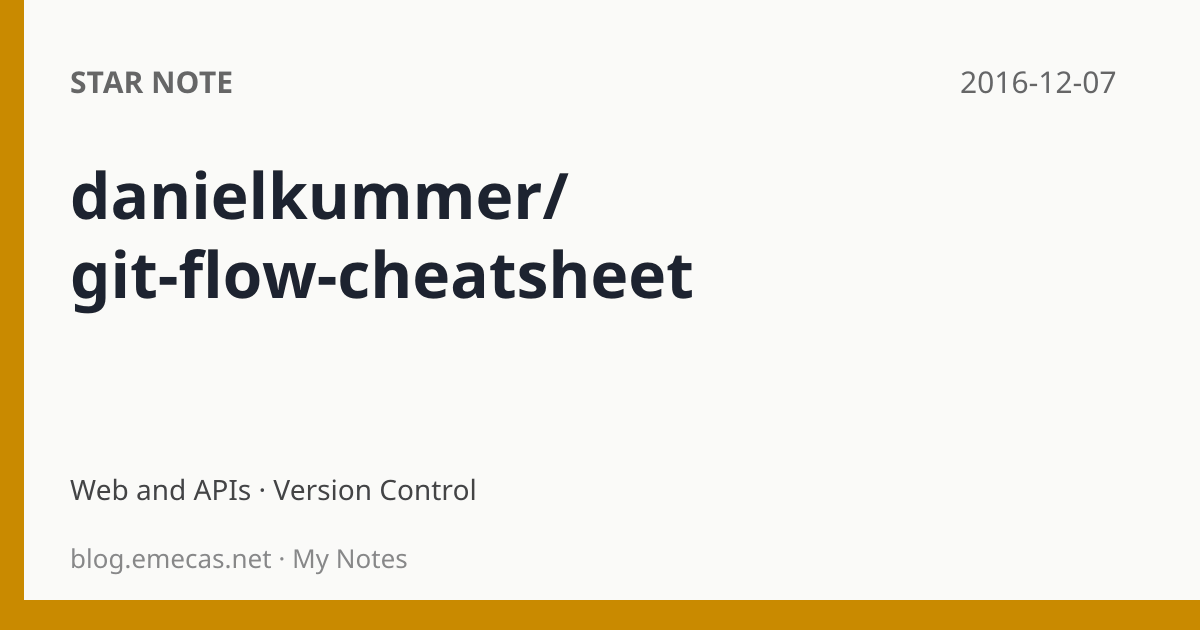 STAR NOTE
2016-12-07
danielkummer/
git-flow-cheatsheet
Web and APIs · Version Control
blog.emecas.net · My Notes